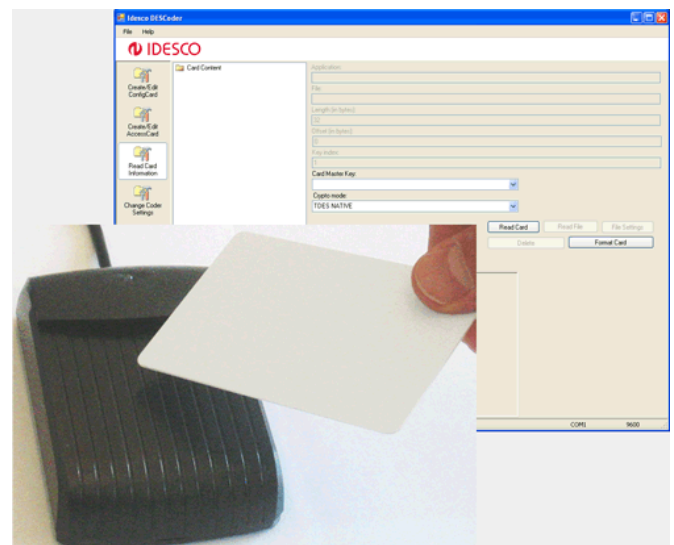 Idesco DESCoder
File Help
IDESCO
Create/Edit
ConfigCard
Create/Edit
AccessCard
Read Card
Information
Change Coder
Settings
Card Content
Application:
File:
Length (in bytes):
32
Offset (in bytes):
0
Key index:
1
Card Master Key:
Crypto mode:
TDES NATIVE
Read Card Read File File Settings
Delete Format Card
COM1 9600